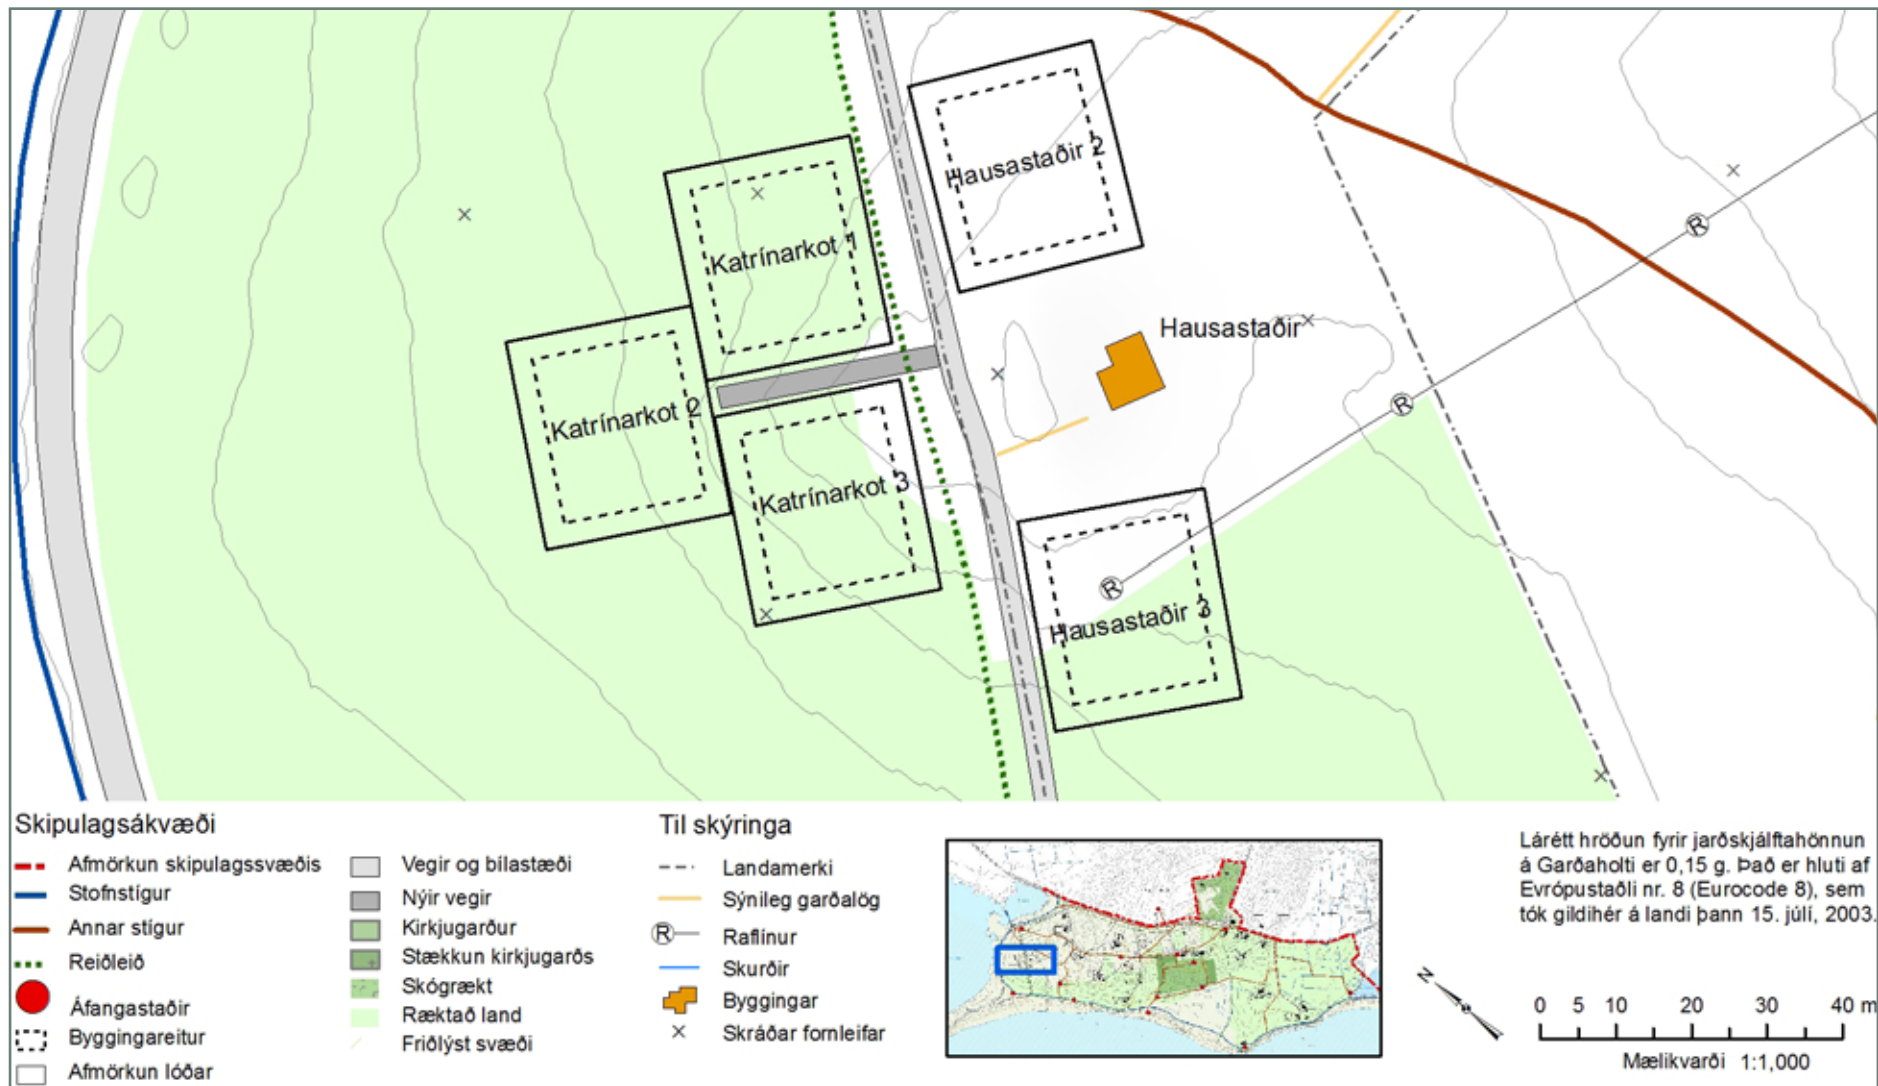 Hausastaðir 2
Katrínarkot 1
Hausastaðir
Katrínarkot 2
Katrínarkot 3
Hausastaðir 3
R
R
R
Skipulagsákvæði
Afmörkun skipulagssvæðis
Stofnstígur
Annar stígur
Reiðleið
Áfangastaðir
Byggingareitur
Afmörkun lóðar
Vegir og bílastæði
Nýir vegir
Kirkjugarður
Stækkun kirkjugarðs
Skógrækt
Ræktað land
Friðlýst svæði
Til skýringa
Landamerki
Sýnileg garðalög
R Raflínur
Skurðir
Byggingar
Skráðar fornleifar
N
Lárétt hröðun fyrir jarðskjálftahönnun
á Garðaholti er 0,15 g. Það er hluti af
Evrópustaðli nr. 8 (Eurocode 8), sem
tók gildihér á landi þann 15. júlí, 2003.
0 5 10 20 30 40 m
Mælikvarði 1:1,000